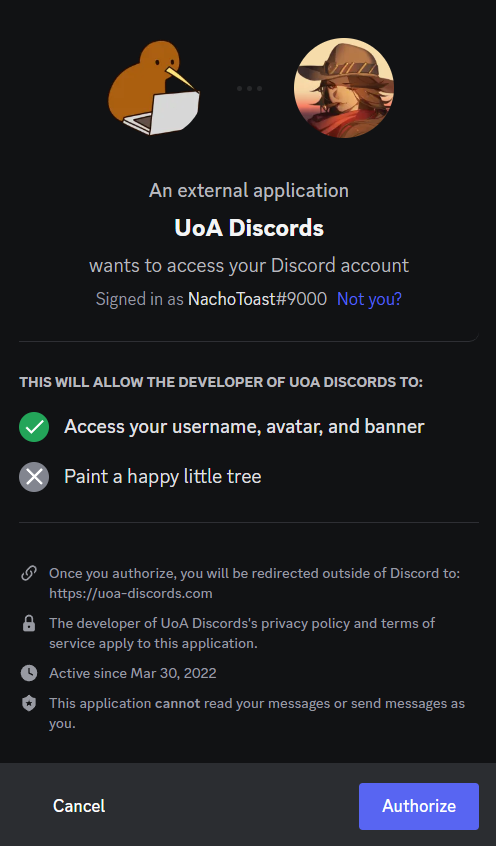 An external application
UoA Discords
wants to access your Discord account
Signed in as NachoToast#9000 Not you?
THIS WILL ALLOW THE DEVELOPER OF UOA DISCORDS TO:
Access your username, avatar, and banner
Paint a happy little tree
Once you authorize, you will be redirected outside of Discord to:
https://uoa-discords.com
The developer of UoA Discords's privacy policy and terms of
service apply to this application.
Active since Mar 30, 2022
This application cannot read your messages or send messages as
you.
Cancel
Authorize